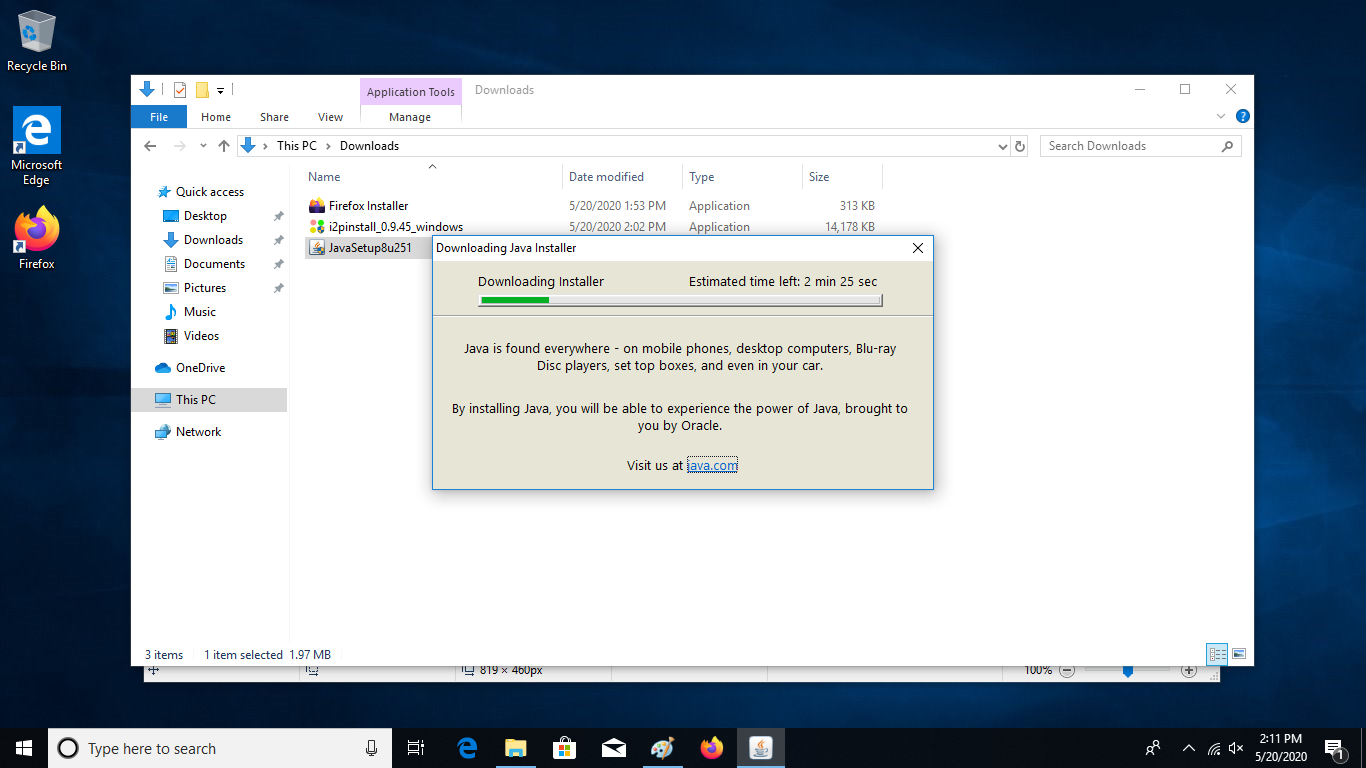 Recycle Bin
Microsoft
Edge
Firefox
Application Tools
Downloads
File
Home
Share
View
Manage
This PC
Downloads
Search Downloads
Name
Date modified
Type
Size
Quick access
Desktop
Downloads
Documents
Pictures
Music
Videos
OneDrive
This PC
Network
Firefox Installer 5/20/2020 1:53 PM Application 313 KB
i2pinstall_0.9.45_windows 5/20/2020 2:02 PM Application 14,178 KB
JavaSetup8u251
Downloading Java Installer
Downloading Installer
Estimated time left: 2 min 25 sec
Java is found everywhere - on mobile phones, desktop computers, Blu-ray
Disc players, set top boxes, and even in your car.
By installing Java, you will be able to experience the power of Java, brought to
you by Oracle.
Visit us at java.com
3 items
1 item selected 1.97 MB
819 × 460px
100%
Type here to search
2:11 PM
5/20/2020
1